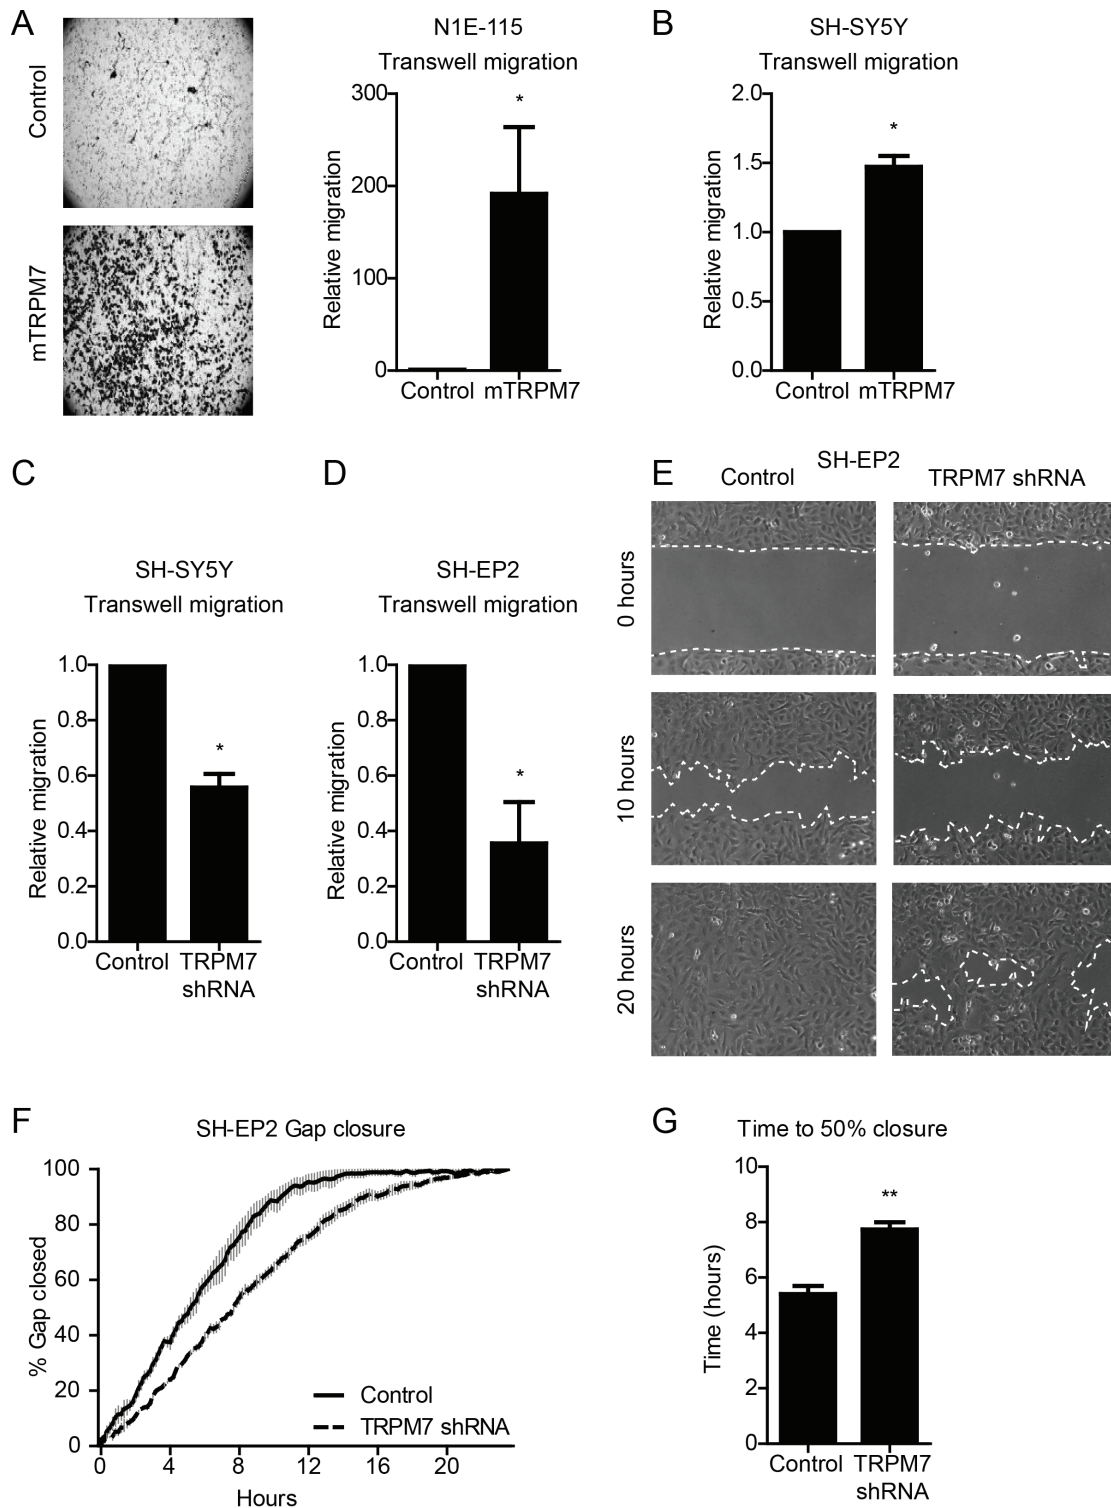 A
Control
mTRPM7
N1E-115
Transwell migration
Relative migration
300
200
100
0
*
Control mTRPM7
B
SH-SY5Y
Transwell migration
Relative migration
2.0
1.5
1.0
0.5
0.0
*
Control mTRPM7
C
SH-SY5Y
Transwell migration
Relative migration
1.0
0.8
0.6
0.4
0.2
0.0
*
Control TRPM7
shRNA
D
SH-EP2
Transwell migration
Relative migration
1.0
0.8
0.6
0.4
0.2
0.0
*
Control TRPM7
shRNA
E
SH-EP2
Control
TRPM7 shRNA
0 hours
10 hours
20 hours
F
SH-EP2 Gap closure
% Gap closed
100
80
60
40
20
0
Control
TRPM7 shRNA
0 4 8 12 16 20
Hours
G
Time to 50% closure
Time (hours)
10
8
6
4
2
0
**
Control TRPM7
shRNA